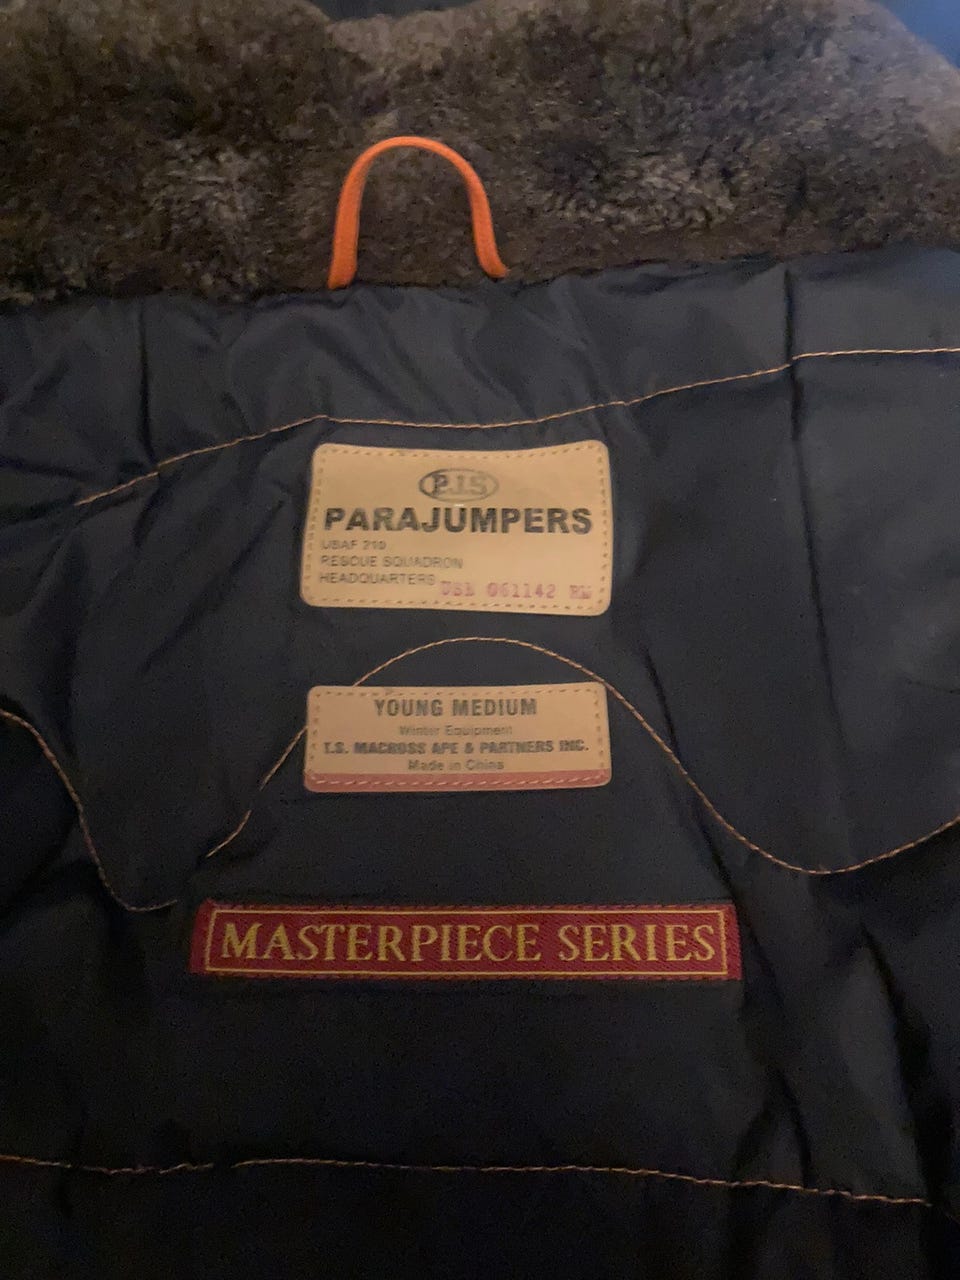 P.J.S
PARAJUMPERS
USAF 210
RESCUE SQUADRON
HEADQUARTERS
061142
YOUNG MEDIUM
Winter Equipment
T.S. MACROSS APE & PARTNERS INC.
Made in China
MASTERPIECE SERIES